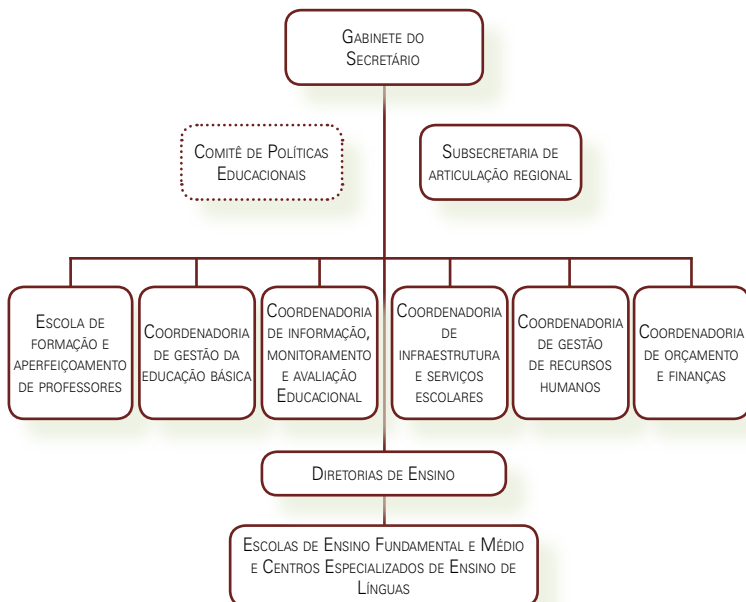 Gabinete do
Secretário
Comitê de Políticas
Educacionais
Subsecretaria de
articulação regional
Escola de
formação e
aperfeiçoamento
de professores
Coordenadoria
de gestão da
educação básica
Coordenadoria
de informação,
monitoramento
e avaliação
Educacional
Coordenadoria
de
infraestrutura
e serviços
escolares
Coordenadoria
de gestão
de recursos
humanos
Coordenadoria
de orçamento
e finanças
Diretorias de Ensino
Escolas de Ensino Fundamental e Médio
e Centros Especializados de Ensino de
Línguas